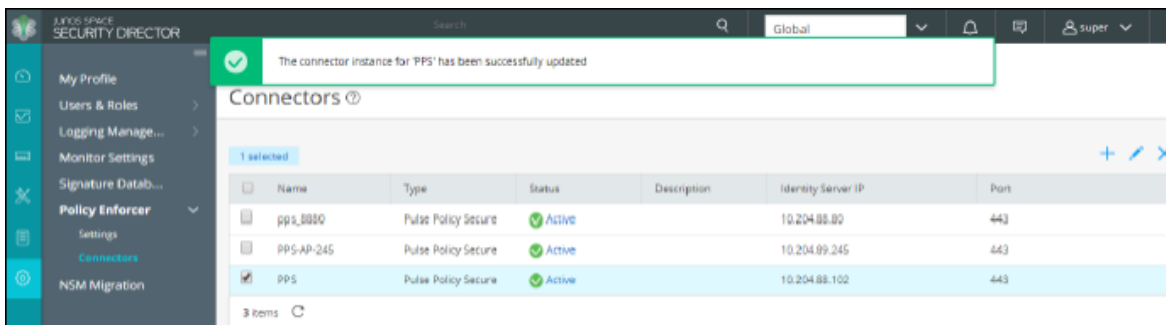 JUNOS SPACE
SECURITY DIRECTOR
Search
Global
super
The connector instance for 'PPS' has been successfully updated
My Profile
Users & Roles
Logging Manage...
Monitor Settings
Signature Datab...
Policy Enforcer
Settings
Connectors
NSM Migration
Connectors
1 selected
Name Type Status Description Identity Server IP Port
pps_8880 Pulse Policy Secure Active 10.204.88.80 443
PPS-AP-245 Pulse Policy Secure Active 10.204.89.245 443
PPS Pulse Policy Secure Active 10.204.88.102 443
3 items